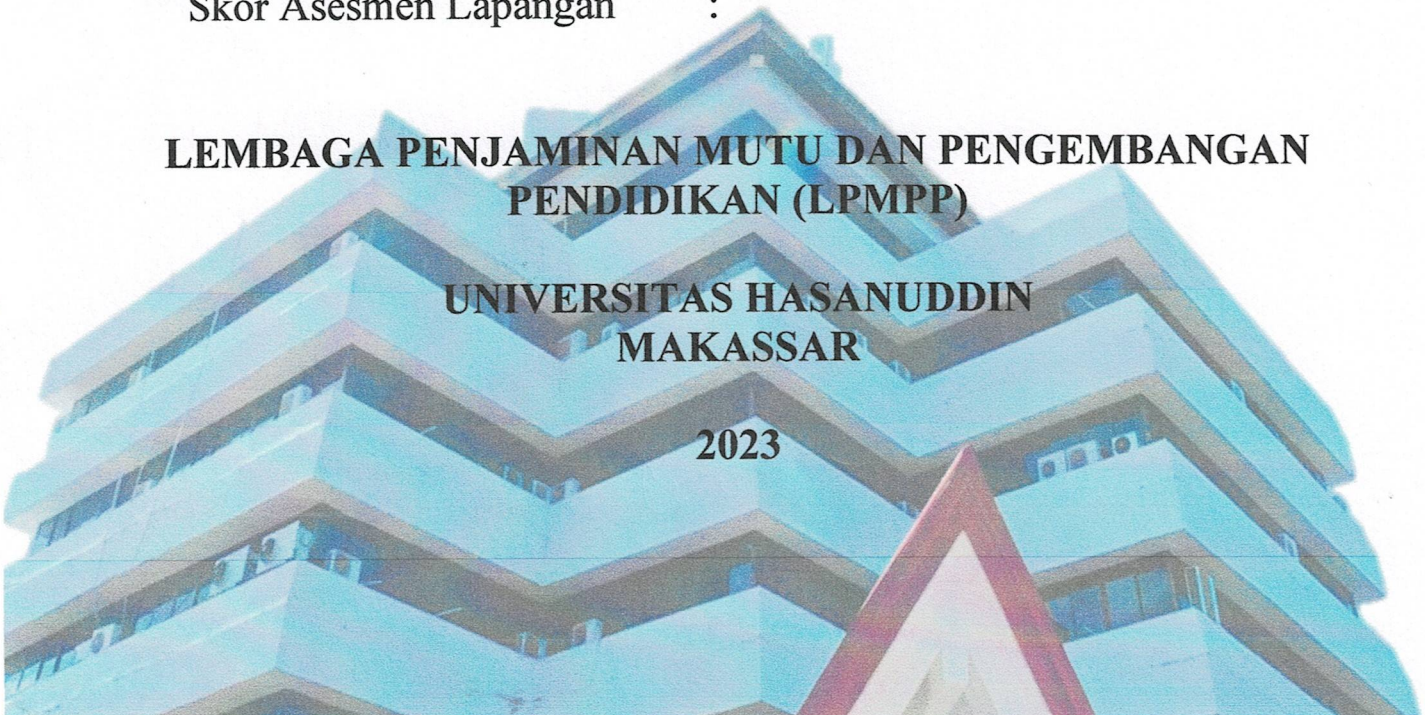 Skor Asesmen Lapangan :
LEMBAGA PENJAMINAN MUTU DAN PENGEMBANGAN
PENDIDIKAN (LPMPP)
UNIVERSITAS HASANUDDIN
MAKASSAR
2023